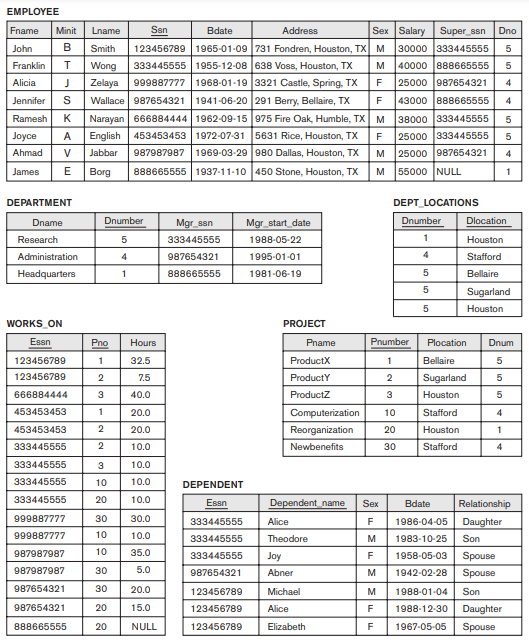 EMPLOYEE
Fname Minit Lname Ssn Bdate Address Sex Salary Super_ssn Dno
John B Smith 123456789 1965-01-09 731 Fondren, Houston, TX M 30000 333445555 5
Franklin T Wong 333445555 1955-12-08 638 Voss, Houston, TX M 40000 888665555 5
Alicia J Zelaya 999887777 1968-01-19 3321 Castle, Spring, TX F 25000 987654321 4
Jennifer S Wallace 987654321 1941-06-20 291 Berry, Bellaire, TX F 43000 888665555 4
Ramesh K Narayan 666884444 1962-09-15 975 Fire Oak, Humble, TX M 38000 333445555 5
Joyce A English 453453453 1972-07-31 5631 Rice, Houston, TX F 25000 333445555 5
Ahmad V Jabbar 987987987 1969-03-29 980 Dallas, Houston, TX M 25000 987654321 4
James E Borg 888665555 1937-11-10 450 Stone, Houston, TX M 55000 NULL 1
DEPARTMENT
Dname Dnumber Mgr_ssn Mgr_start_date
Research 5 333445555 1988-05-22
Administration 4 987654321 1995-01-01
Headquarters 1 888665555 1981-06-19
DEPT_LOCATIONS
Dnumber Dlocation
1 Houston
4 Stafford
5 Bellaire
5 Sugarland
5 Houston
WORKS_ON
Essn Pno Hours
123456789 1 32.5
123456789 2 7.5
666884444 3 40.0
453453453 1 20.0
453453453 2 20.0
333445555 2 10.0
333445555 3 10.0
333445555 10 10.0
333445555 20 10.0
999887777 30 30.0
999887777 10 10.0
987987987 10 35.0
987987987 30 5.0
987654321 30 20.0
987654321 20 15.0
888665555 20 NULL
PROJECT
Pname Pnumber Plocation Dnum
ProductX 1 Bellaire 5
ProductY 2 Sugarland 5
ProductZ 3 Houston 5
Computerization 10 Stafford 4
Reorganization 20 Houston 1
Newbenefits 30 Stafford 4
DEPENDENT
Essn Dependent_name Sex Bdate Relationship
333445555 Alice F 1986-04-05 Daughter
333445555 Theodore M 1983-10-25 Son
333445555 Joy F 1958-05-03 Spouse
987654321 Abner M 1942-02-28 Spouse
123456789 Michael M 1988-01-04 Son
123456789 Alice F 1988-12-30 Daughter
123456789 Elizabeth F 1967-05-05 Spouse